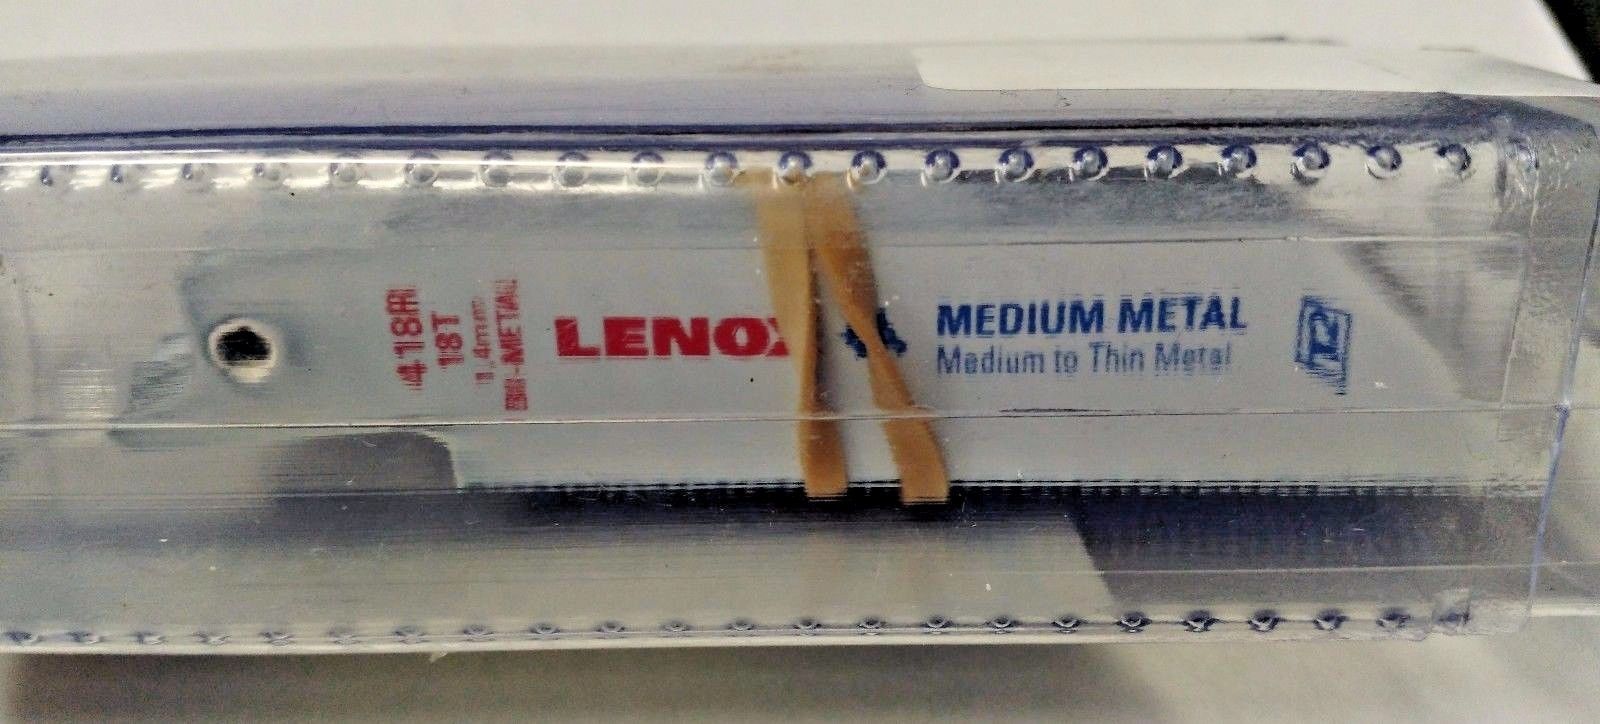 418R
18T
1.4mm
BI-METAL
LENOX
MEDIUM METAL
Medium to Thin Metal